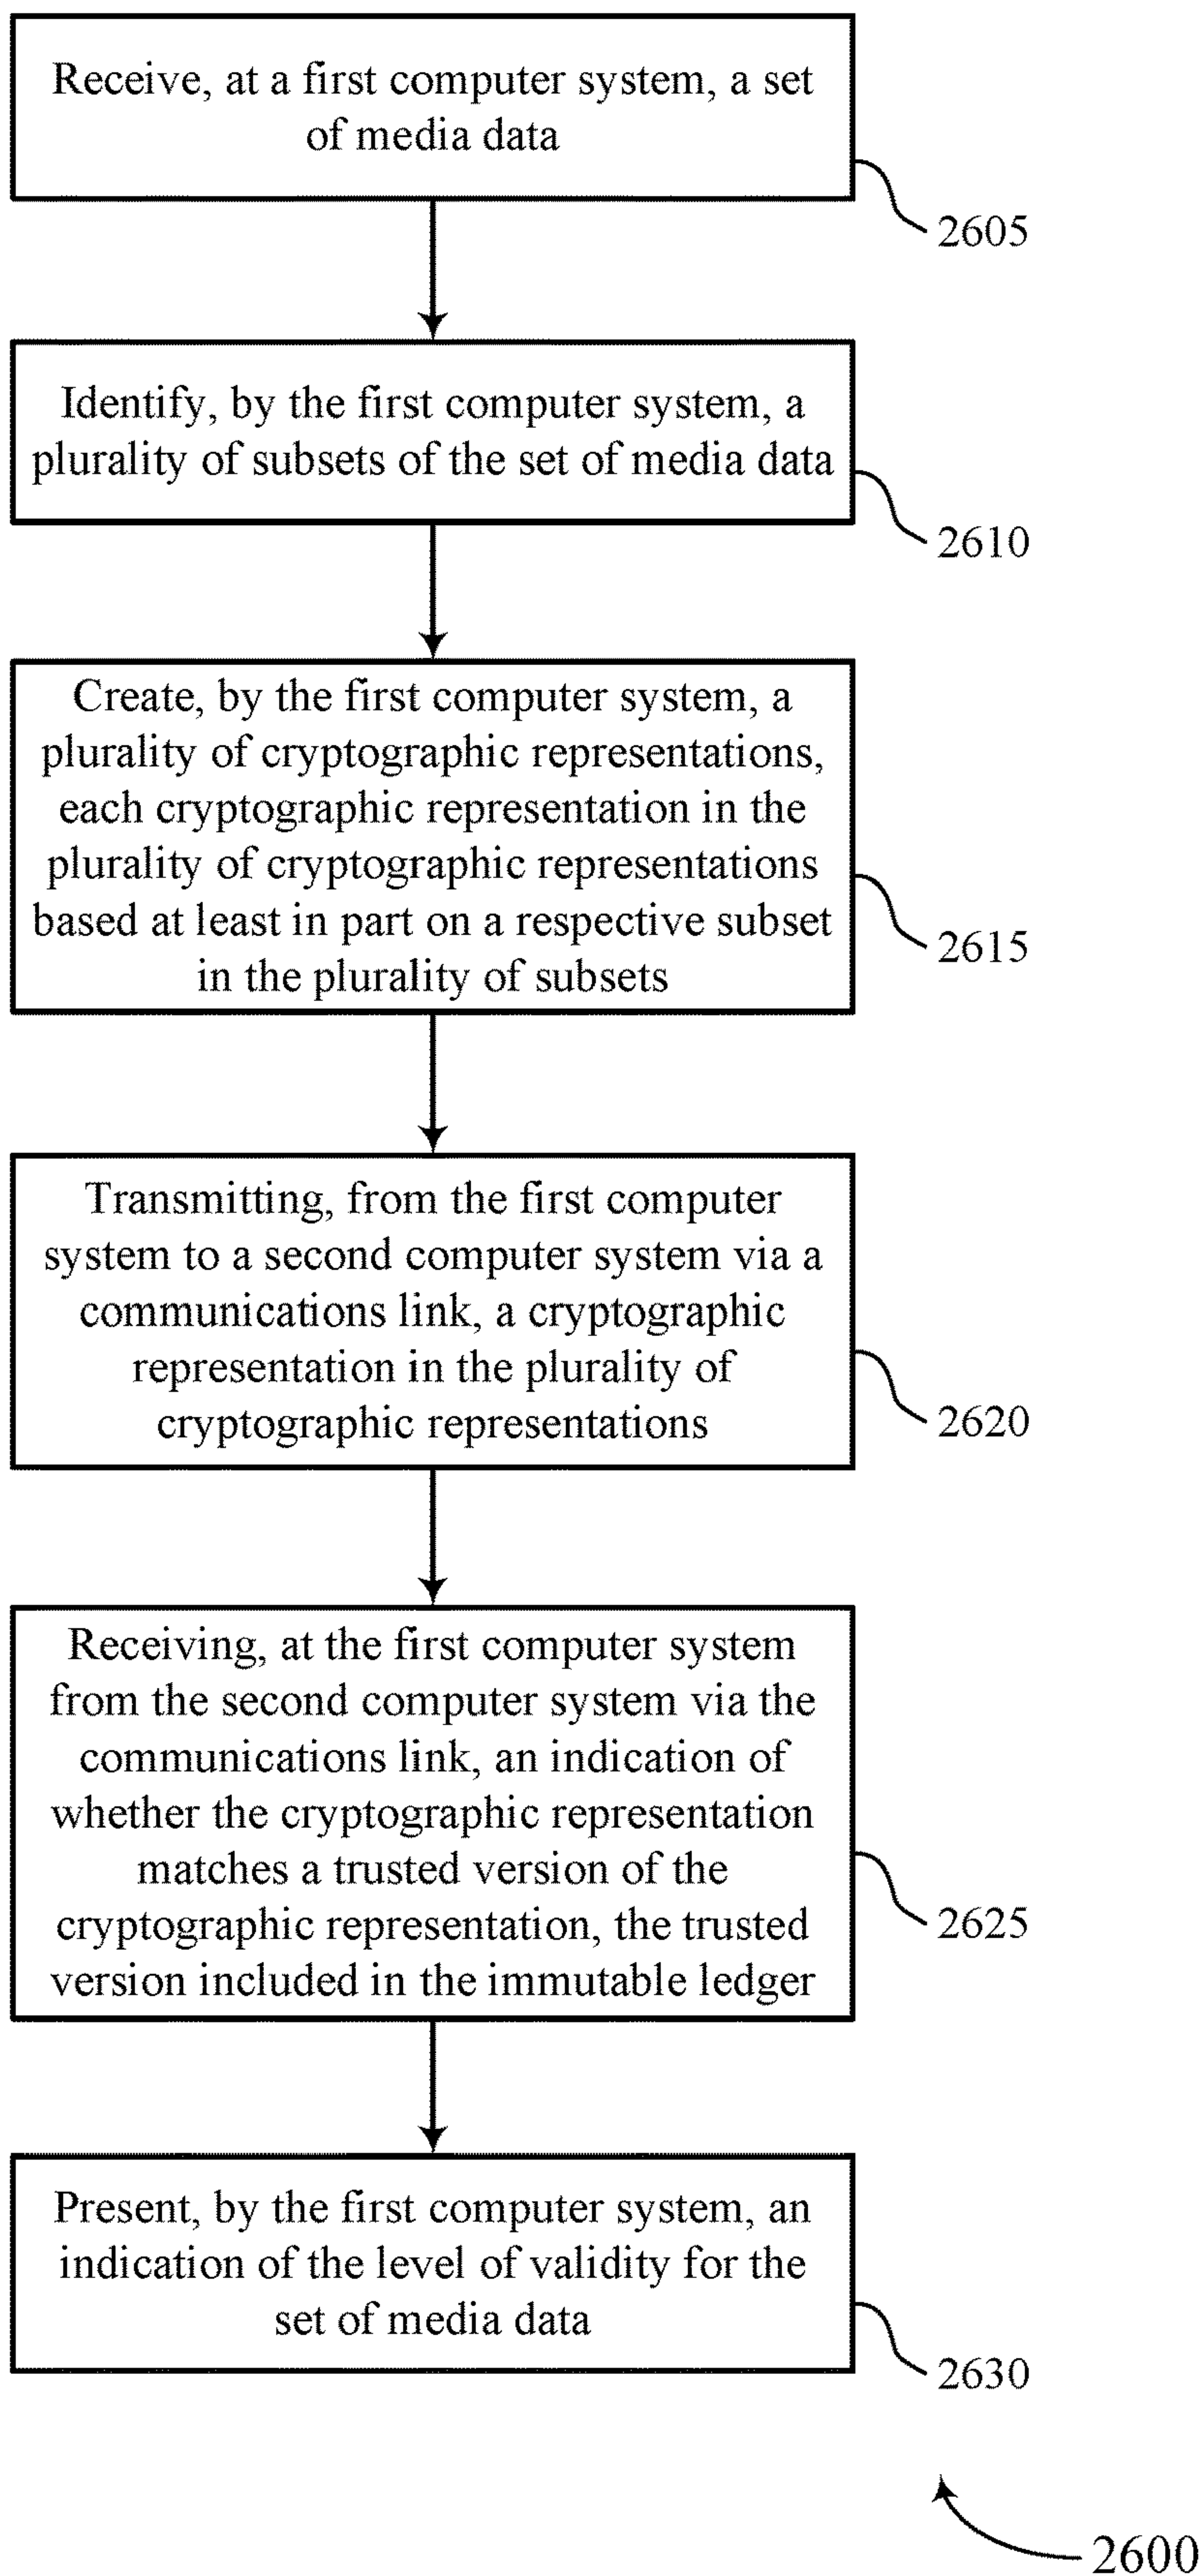 Receive, at a first computer system, a set
of media data
2605
Identify, by the first computer system, a
plurality of subsets of the set of media data
2610
Create, by the first computer system, a
plurality of cryptographic representations,
each cryptographic representation in the
plurality of cryptographic representations
based at least in part on a respective subset
in the plurality of subsets
2615
Transmitting, from the first computer
system to a second computer system via a
communications link, a cryptographic
representation in the plurality of
cryptographic representations
2620
Receiving, at the first computer system
from the second computer system via the
communications link, an indication of
whether the cryptographic representation
matches a trusted version of the
cryptographic representation, the trusted
version included in the immutable ledger
2625
Present, by the first computer system, an
indication of the level of validity for the
set of media data
2630
2600